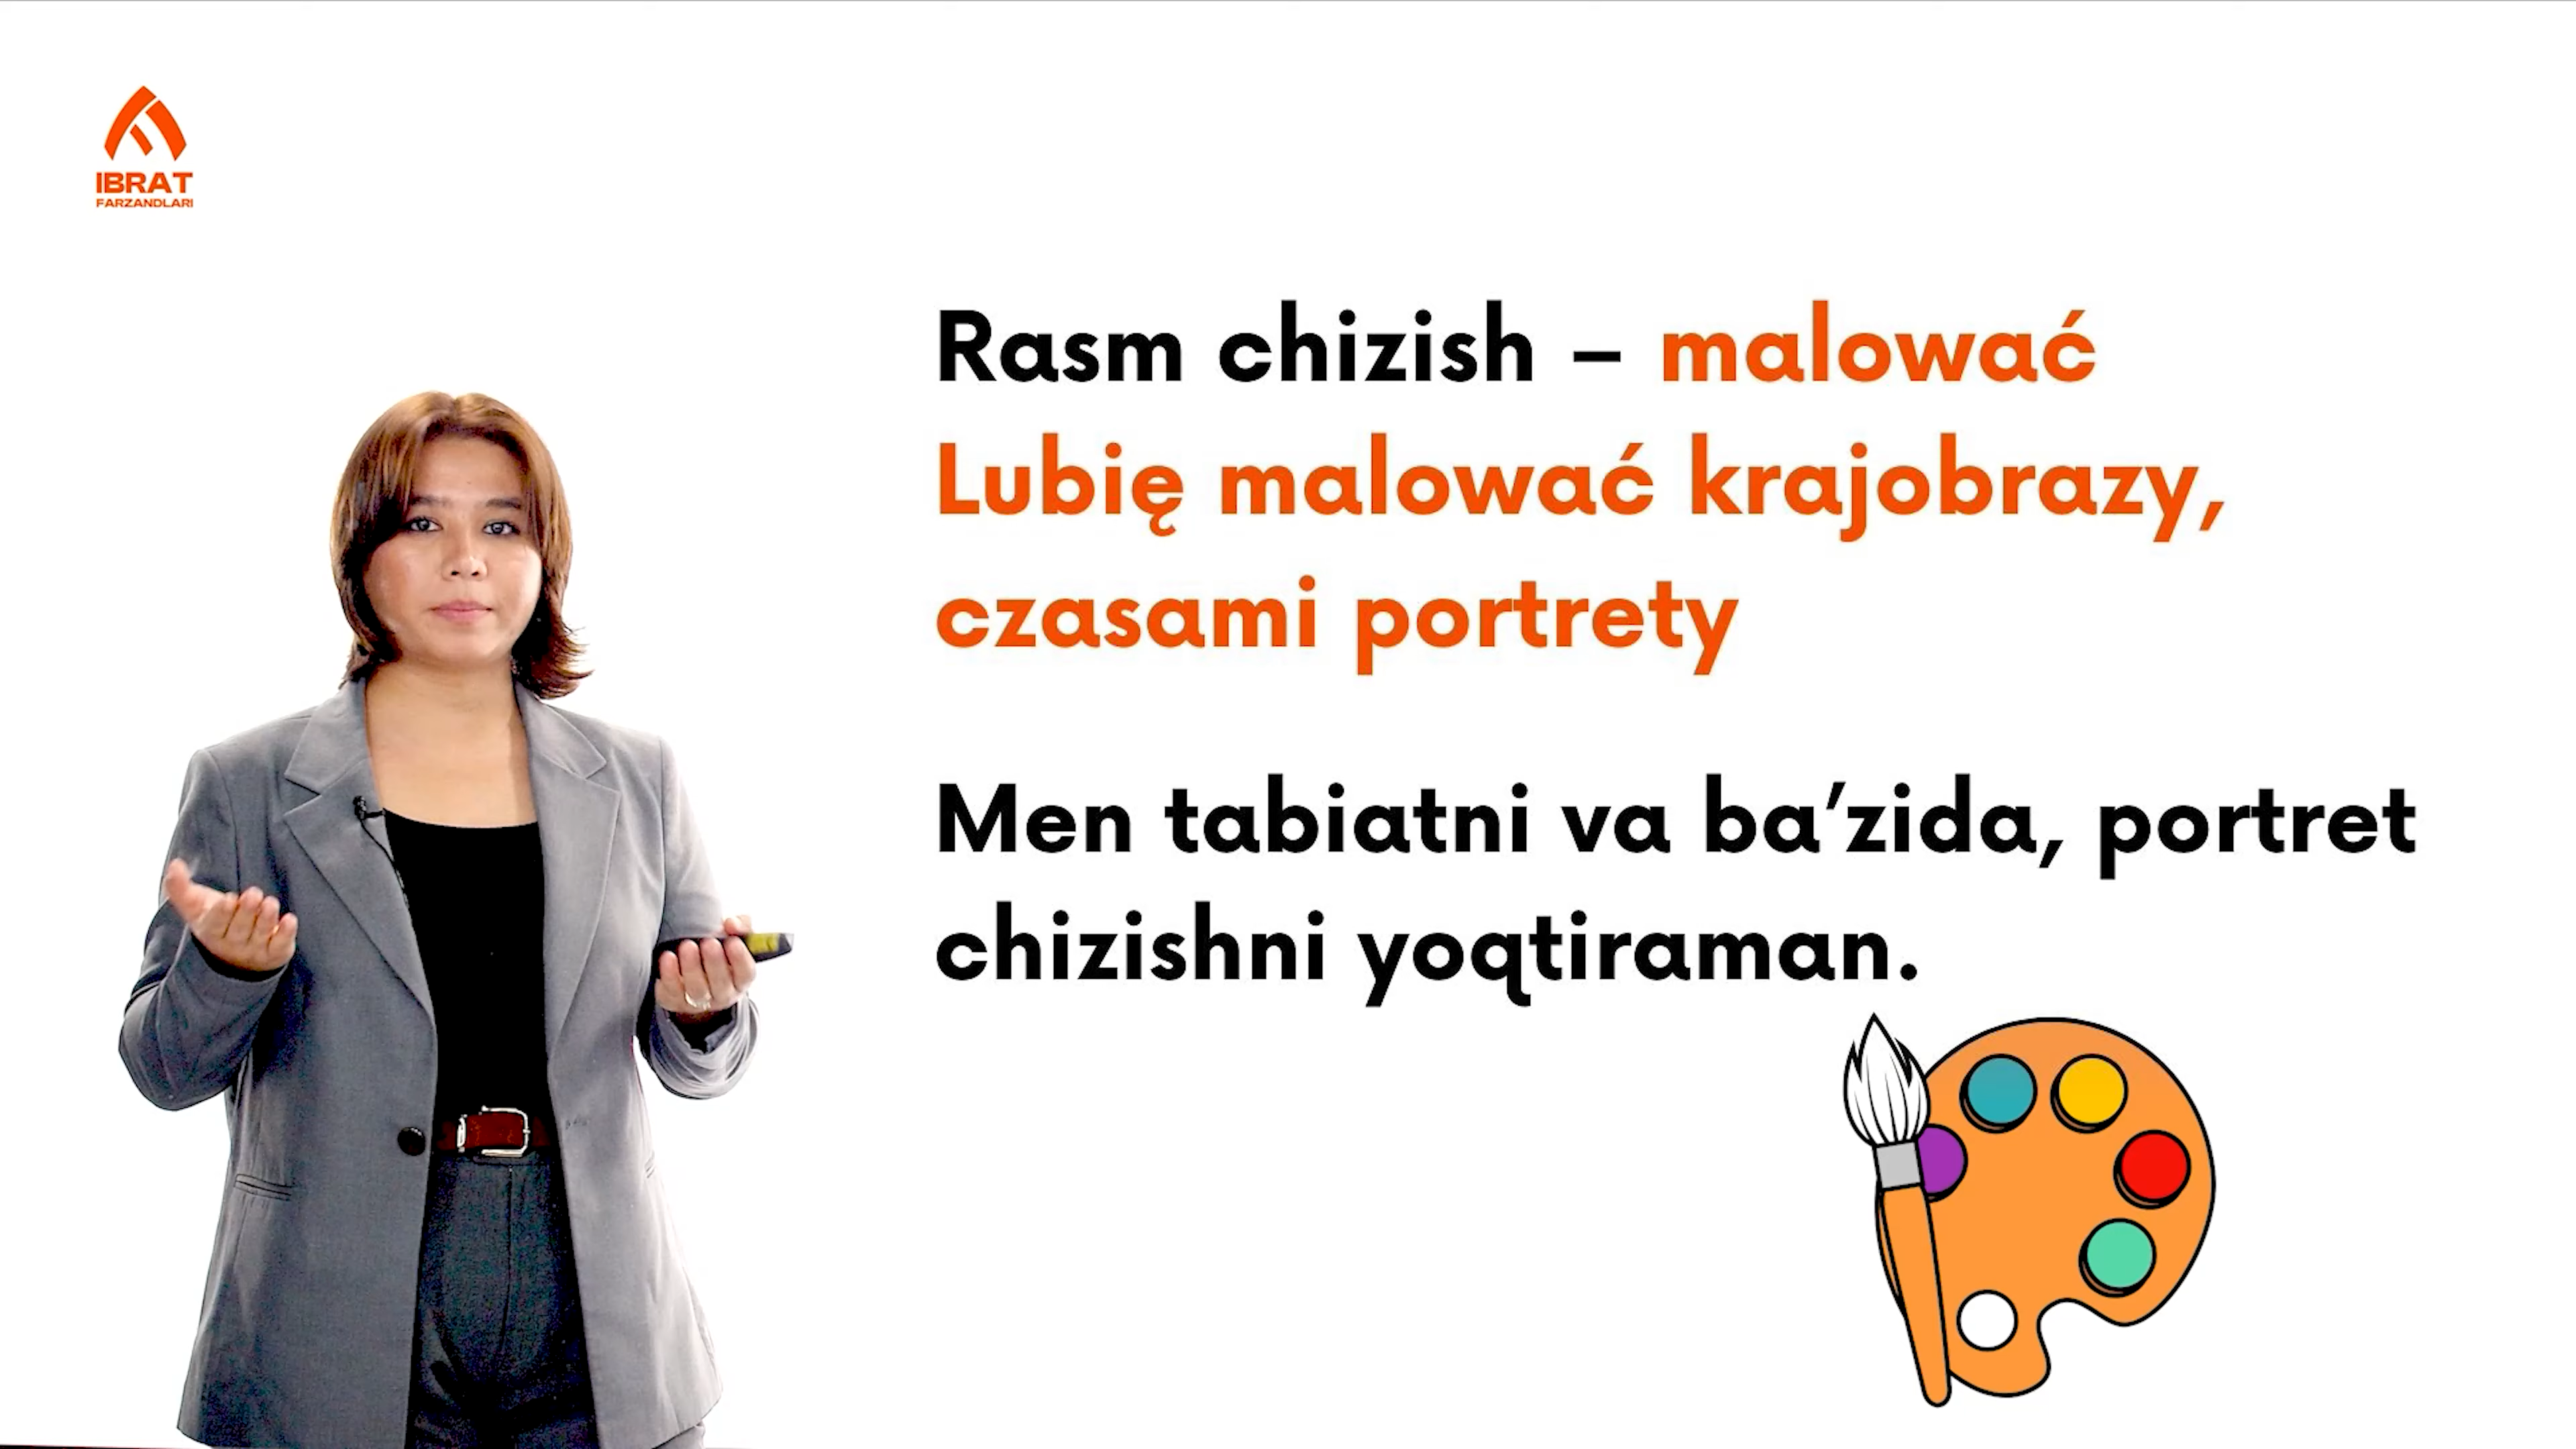 IBRAT
FARZANDLARI
Rasm chizish – malować
Lubię malować krajobrazy,
czasami portrety
Men tabiatni va ba’zida, portret
chizishni yoqtiraman.